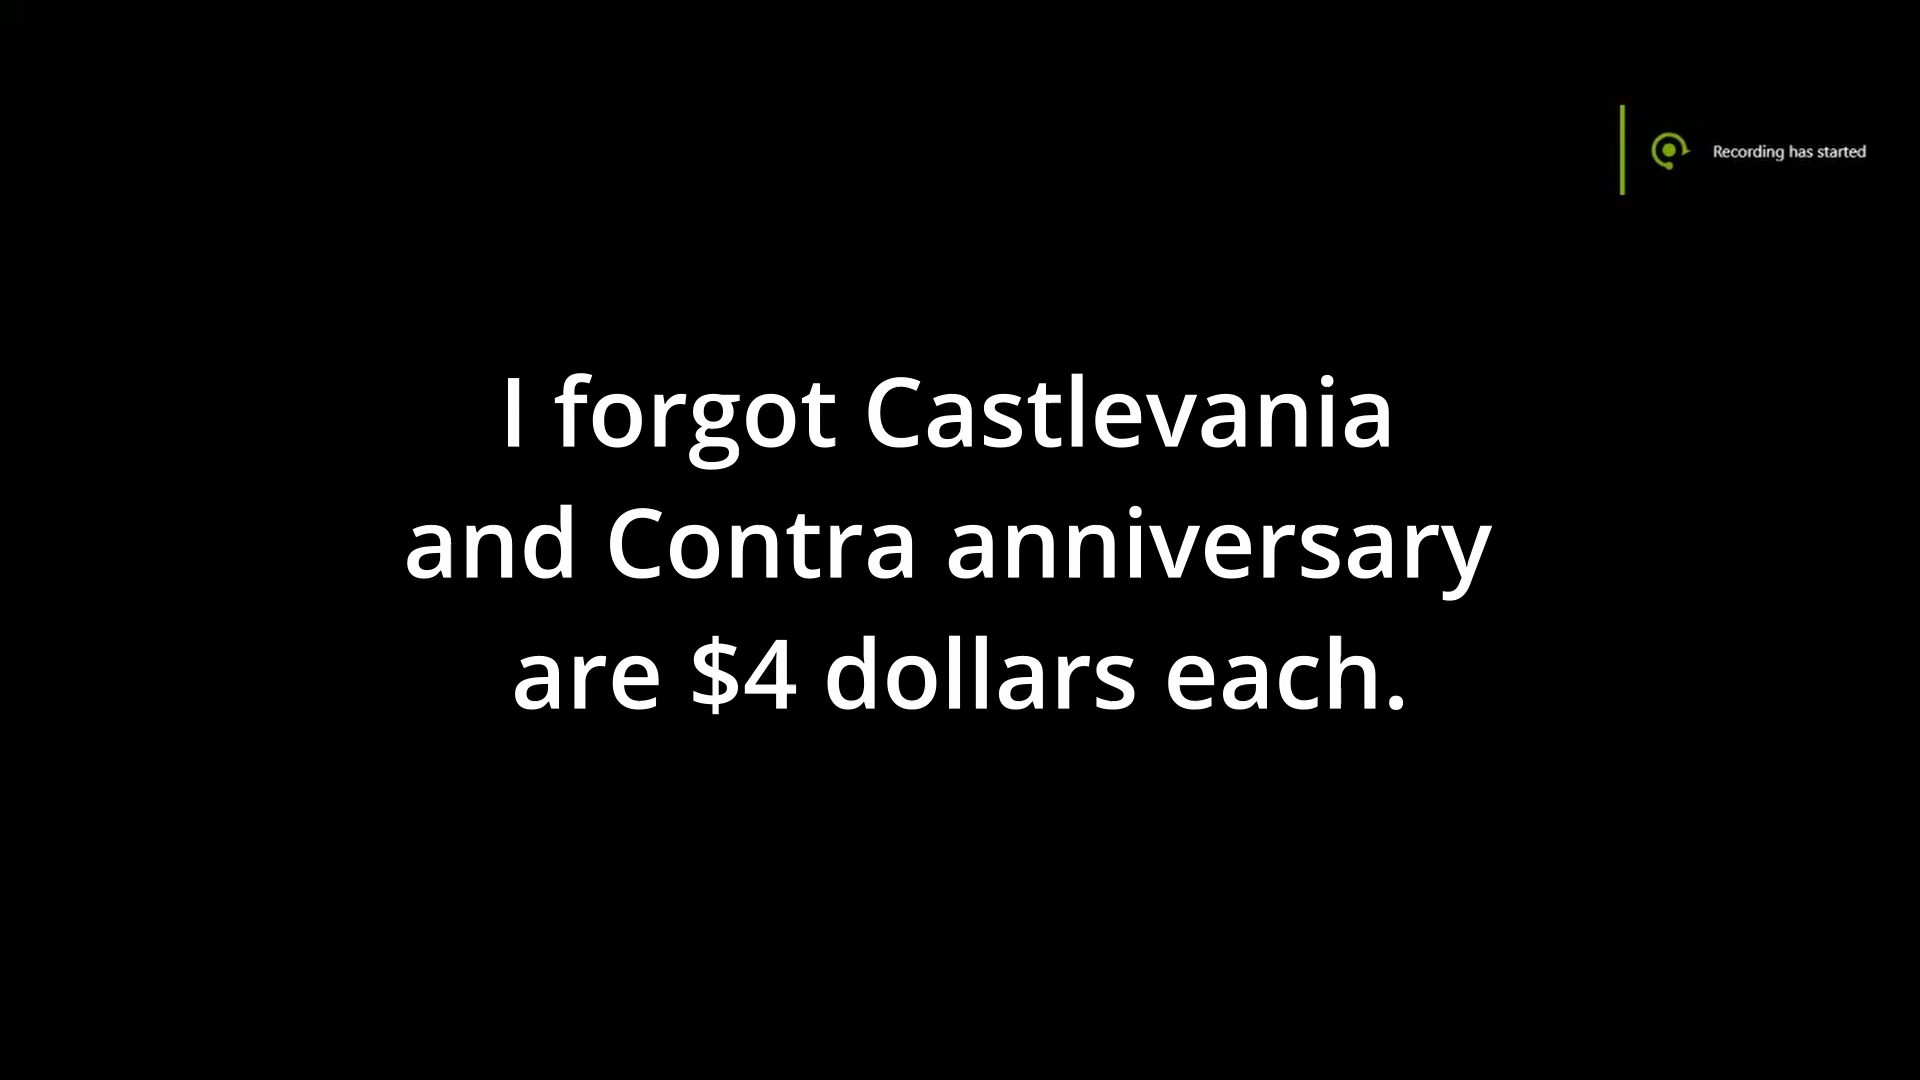 Recording has started
I forgot Castlevania
and Contra anniversary
are $4 dollars each.